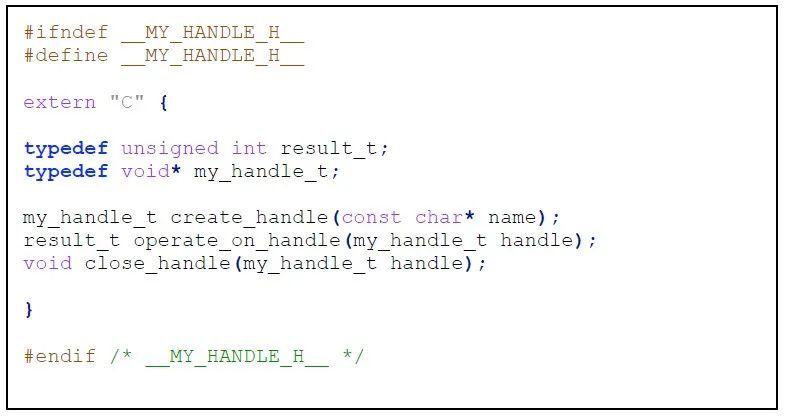 #ifndef __MY_HANDLE_H__
#define __MY_HANDLE_H__
extern "C" {
typedef unsigned int result_t;
typedef void* my_handle_t;
my_handle_t create_handle(const char* name);
result_t operate_on_handle(my_handle_t handle);
void close_handle(my_handle_t handle);
}
#endif /* __MY_HANDLE_H__ */